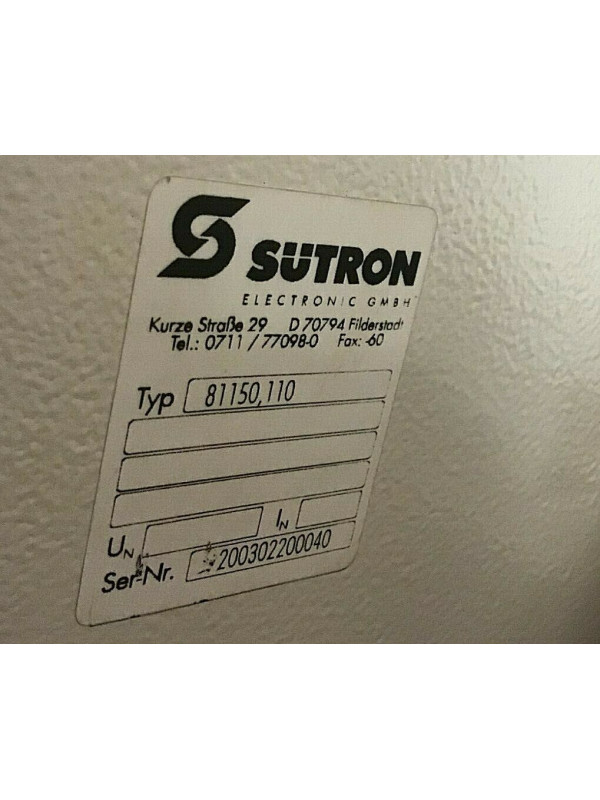 SÜTRON
ELECTRONIC GMBH
Kurze Straße 29 D 70794 Filderstadt
Tel.: 0711 / 77098-0 Fax: -60
Typ 81150,110
UN IN
Ser-Nr. 200302200040